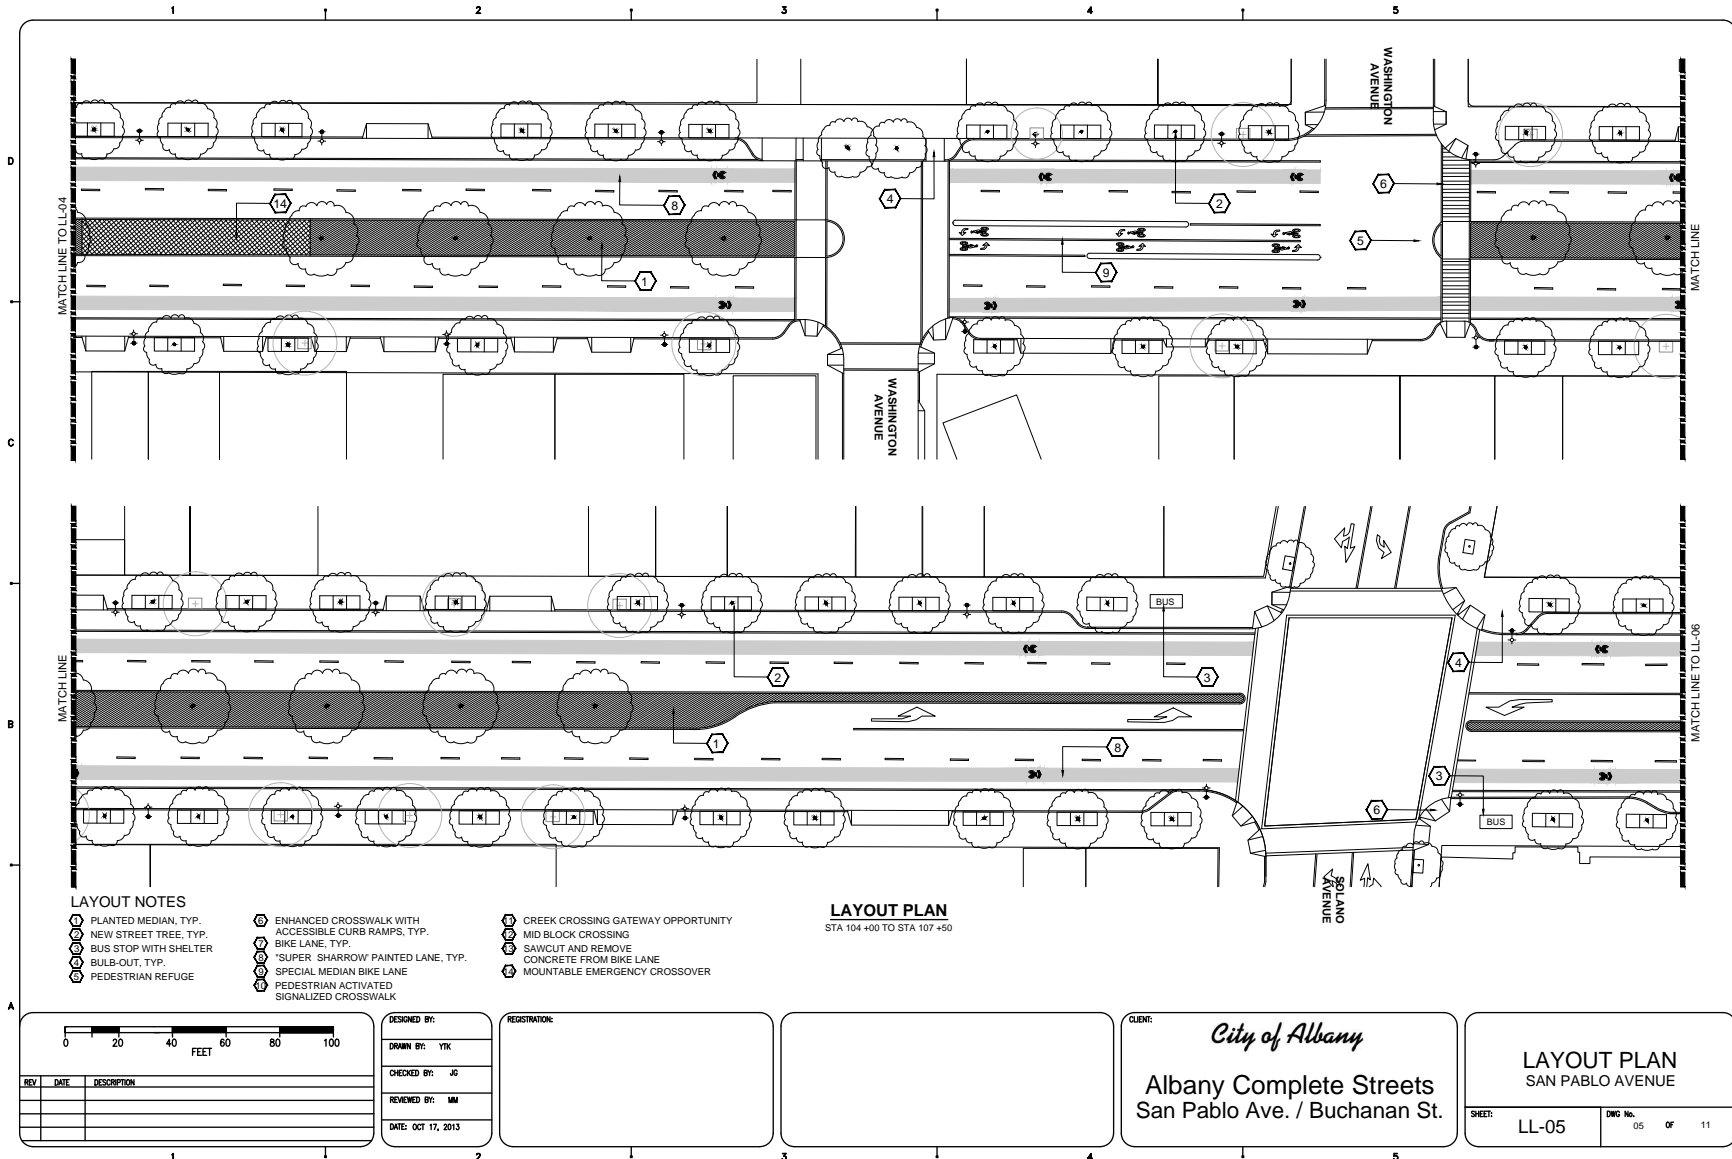 1 2 3 4 5
D
C
B
A
WASHINGTON
AVENUE
MATCH LINE TO LL-04
MATCH LINE
14
8
4
2
6
5
1
9
WASHINGTON
AVENUE
MATCH LINE
MATCH LINE TO LL-06
BUS
2
3
4
1
8
3
6
BUS
SOLANO
AVENUE
LAYOUT NOTES
1 PLANTED MEDIAN, TYP.
2 NEW STREET TREE, TYP.
3 BUS STOP WITH SHELTER
4 BULB-OUT, TYP.
5 PEDESTRIAN REFUGE
6 ENHANCED CROSSWALK WITH
ACCESSIBLE CURB RAMPS, TYP.
7 BIKE LANE, TYP.
8 "SUPER SHARROW' PAINTED LANE, TYP.
9 SPECIAL MEDIAN BIKE LANE
10 PEDESTRIAN ACTIVATED
SIGNALIZED CROSSWALK
11 CREEK CROSSING GATEWAY OPPORTUNITY
12 MID BLOCK CROSSING
13 SAWCUT AND REMOVE
CONCRETE FROM BIKE LANE
14 MOUNTABLE EMERGENCY CROSSOVER
LAYOUT PLAN
STA 104 +00 TO STA 107 +50
0 20 40 60 80 100
FEET
REV DATE DESCRIPTION
DESIGNED BY:
DRAWN BY: YTK
CHECKED BY: JG
REVIEWED BY: MM
DATE: OCT 17, 2013
REGISTRATION:
CLIENT:
City of Albany
Albany Complete Streets
San Pablo Ave. / Buchanan St.
LAYOUT PLAN
SAN PABLO AVENUE
SHEET:
LL-05
DWG No.
05 OF 11
1 2 3 4 5